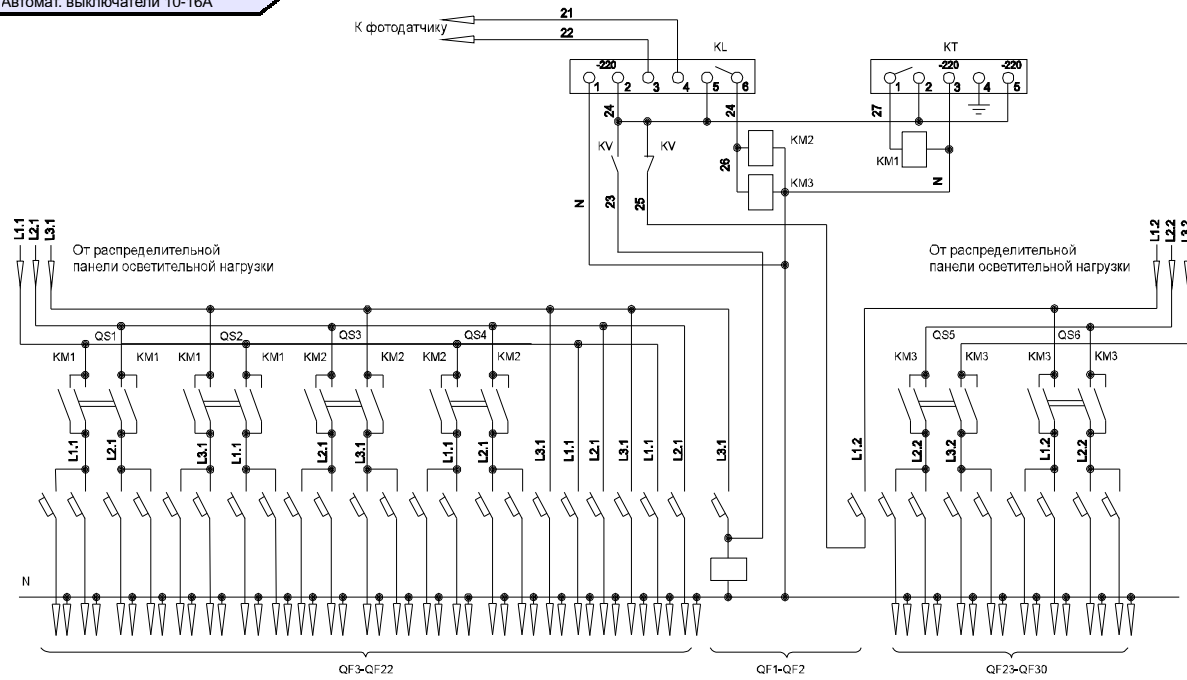 Автомат. выключатели 10-16А
К фотодатчику
21
22
KL
KT
~220
1 2 3 4 5 6
~220 ~220
1 2 3 4 5
24
24
27
KV
KV
KM2
KM1
26
KM3
N
23
25
N
L1.1
L2.1
L3.1
От распределительной
панели осветительной нагрузки
От распределительной
панели осветительной нагрузки
L1.2
L2.2
L3.2
QS1 QS2 QS3 QS4
QS5 QS6
KM1 KM1 KM1 KM1 KM2 KM2 KM2 KM2
KM3 KM3 KM3 KM3
L1.1 L2.1 L3.1 L1.1 L2.1 L3.1 L1.1 L2.1 L3.1 L1.1 L2.1 L3.1 L1.1 L2.1 L3.1 L1.2 L2.2 L3.2 L1.2 L2.2
N
QF3-QF22
QF1-QF2
QF23-QF30